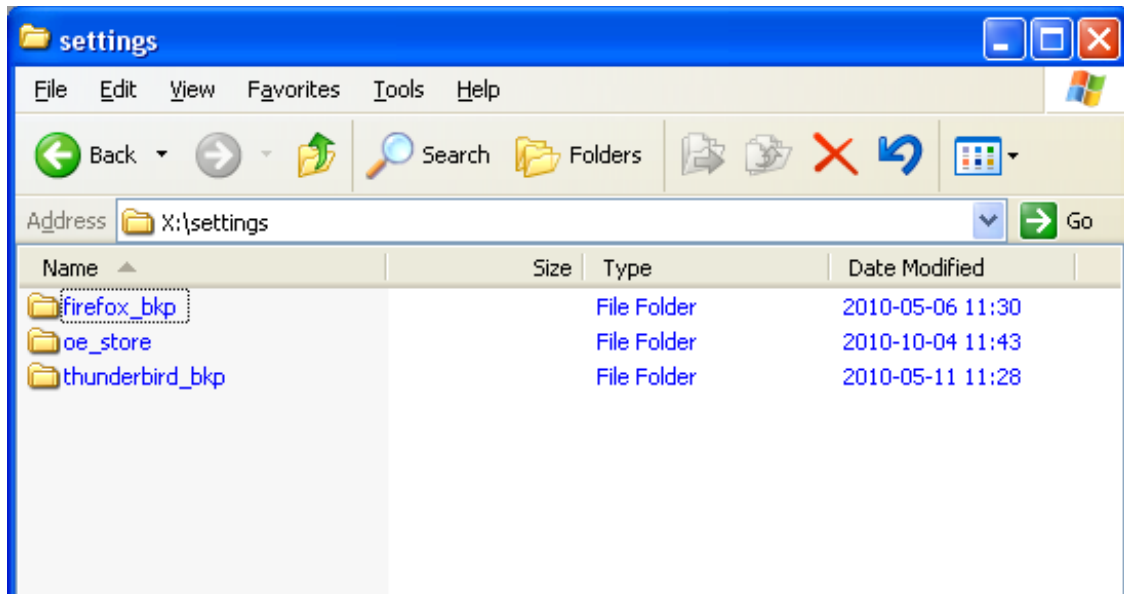 settings
File Edit View Favorites Tools Help
Back Search Folders
Address X:\settings Go
Name Size Type Date Modified
firefox_bkp File Folder 2010-05-06 11:30
oe_store File Folder 2010-10-04 11:43
thunderbird_bkp File Folder 2010-05-11 11:28